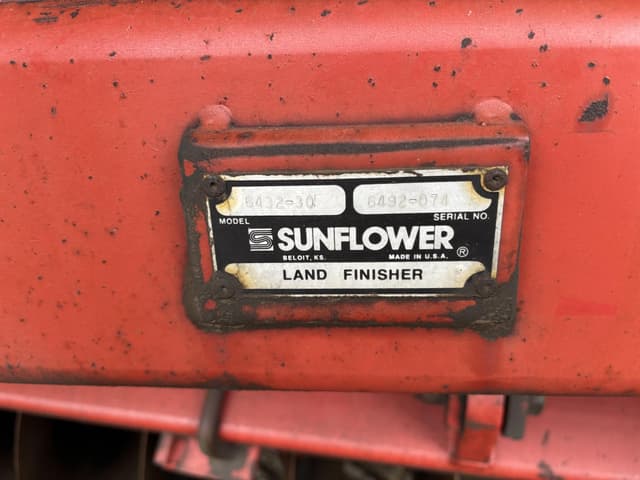 6432-30 6492-074
MODEL SERIAL NO.
SUNFLOWER ®
BELOIT, KS. MADE IN U.S.A.
LAND FINISHER